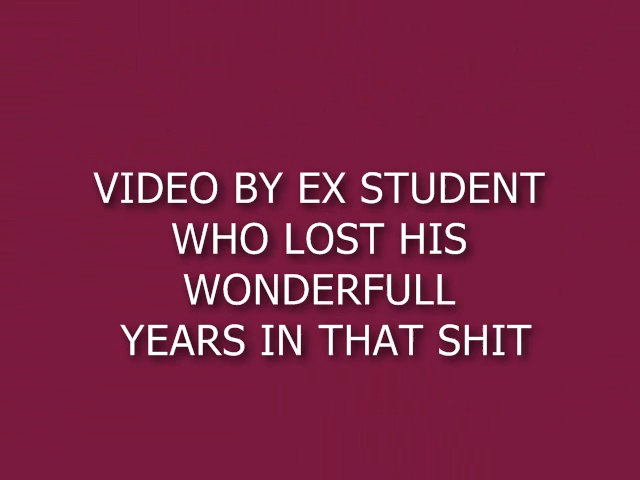 VIDEO BY EX STUDENT
WHO LOST HIS
WONDERFULL
YEARS IN THAT SHIT